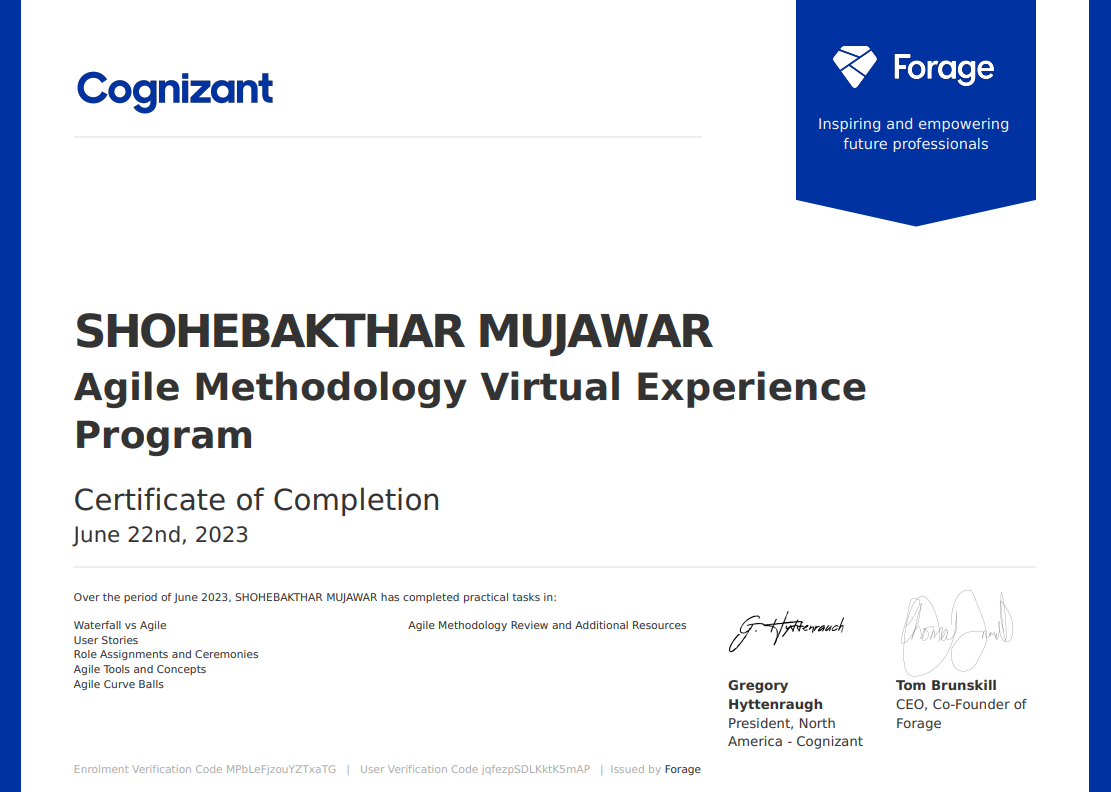 Cognizant
Forage
Inspiring and empowering
future professionals
SHOHEBAKTHAR MUJAWAR
Agile Methodology Virtual Experience
Program
Certificate of Completion
June 22nd, 2023
Over the period of June 2023, SHOHEBAKTHAR MUJAWAR has completed practical tasks in:
Waterfall vs Agile
User Stories
Role Assignments and Ceremonies
Agile Tools and Concepts
Agile Curve Balls
Agile Methodology Review and Additional Resources
G. Hyttenrauch
Gregory
Hyttenraugh
President, North
America - Cognizant
Tom Brunskill
CEO, Co-Founder of
Forage
Enrolment Verification Code MPbLeFjzouYZTxaTG | User Verification Code jqfezpSDLKktK5mAP | Issued by Forage